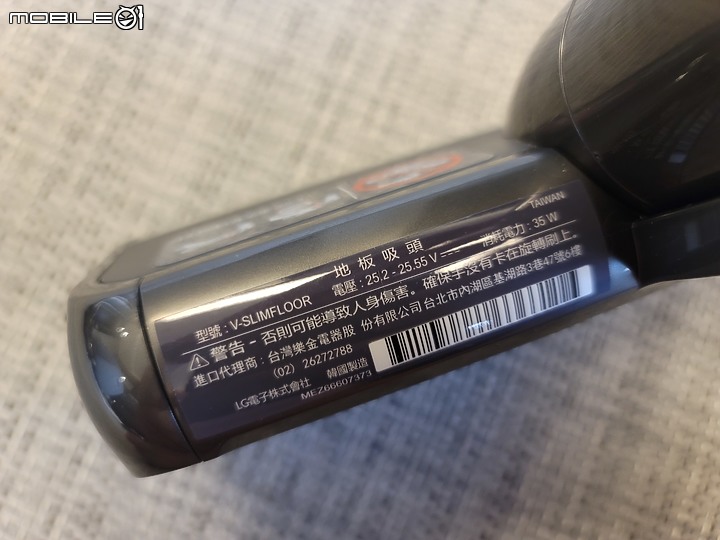 MOBILE01
TAIWAN
地板吸頭
型號 : V-SLIMFLOOR 電壓 : 25.2 - 25.55 V 消耗電力 : 35 W
警告 - 否則可能導致人身傷害。確保手沒有卡在旋轉刷上。
進口代理商 : 台灣樂金電器股 份有限公司 台北市內湖區基湖路3巷47號6樓
(02) 26272788
LG電子株式會社 韓國製造
MEZ66607373